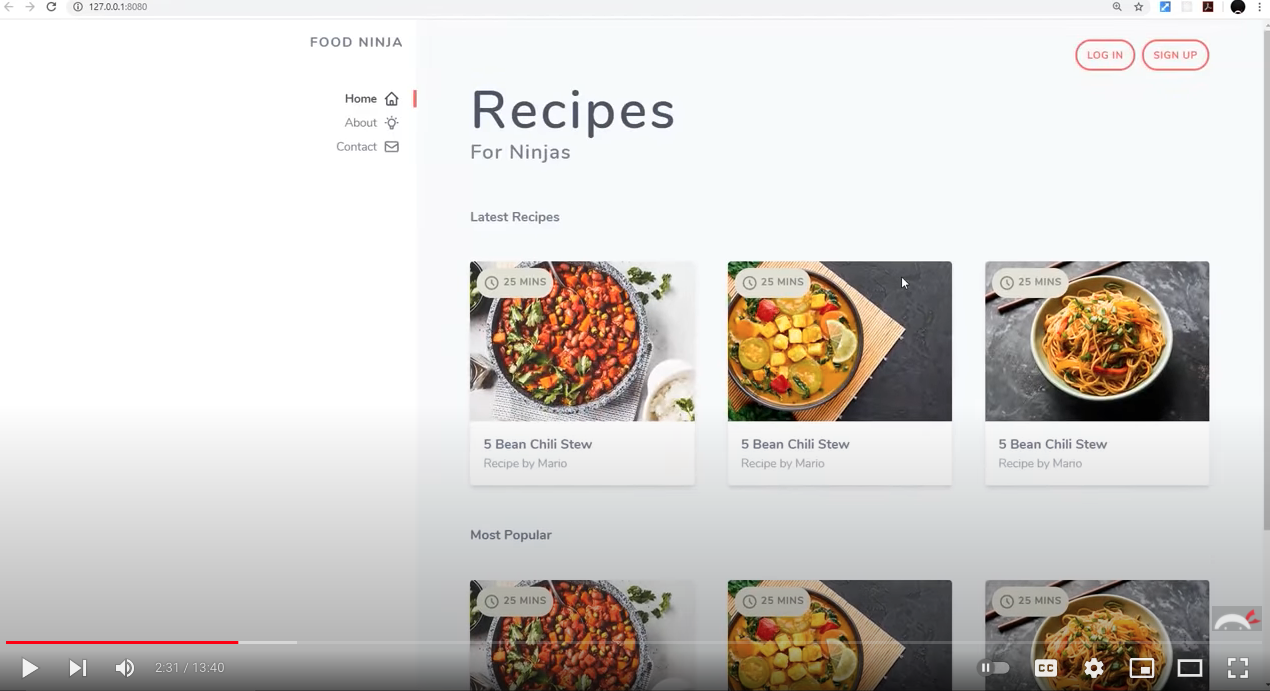 127.0.0.1:8080
FOOD NINJA
LOG IN
SIGN UP
Home
About
Contact
Recipes
For Ninjas
Latest Recipes
25 MINS
25 MINS
25 MINS
5 Bean Chili Stew
Recipe by Mario
5 Bean Chili Stew
Recipe by Mario
5 Bean Chili Stew
Recipe by Mario
Most Popular
25 MINS
25 MINS
25 MINS
2:31 / 13:40
CC